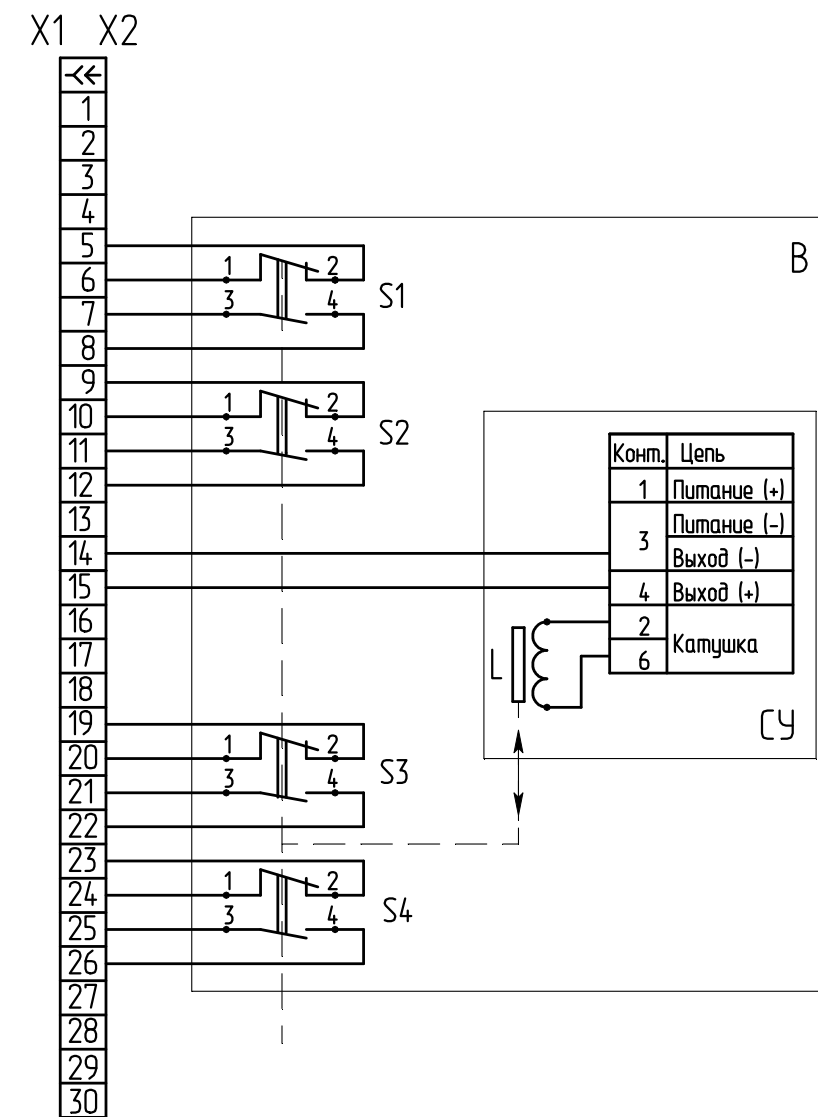 X1 X2
1
2
3
4
5
6
7
8
9
10
11
12
13
14
15
16
17
18
19
20
21
22
23
24
25
26
27
28
29
30
В
1 2
3 4
S1
1 2
3 4
S2
Конт. Цепь
1 Питание (+)
3 Питание (-)
Выход (-)
4 Выход (+)
2 Катушка
6
L
СУ
1 2
3 4
S3
1 2
3 4
S4